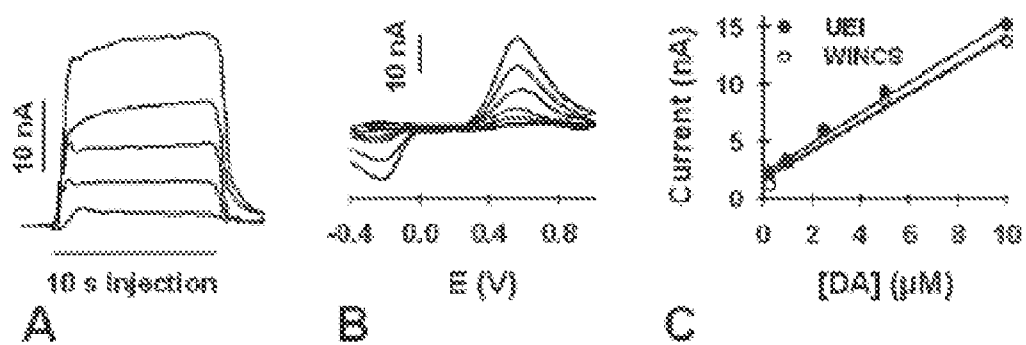 10 nA
10 s injection
A
10 nA
-0.4 0.0 0.4 0.8
E (V)
B
Current (nA)
15
10
5
0
UEI
WINCS
0 2 4 6 8 10
[DA] (µM)
C